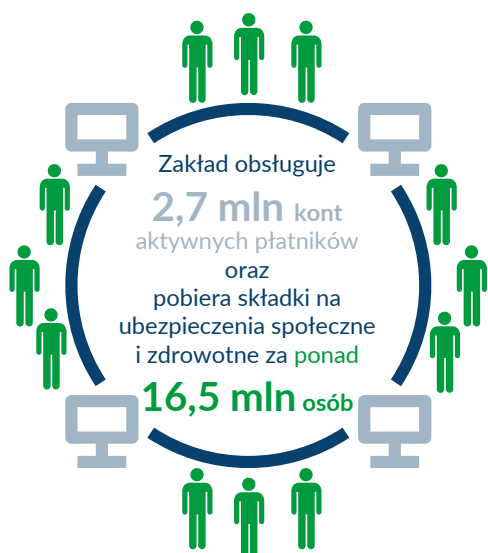 Zakład obsługuje
2,7 mln kont
aktywnych płatników
oraz
pobiera składki na
ubezpieczenia społeczne
i zdrowotne za ponad
16,5 mln osób